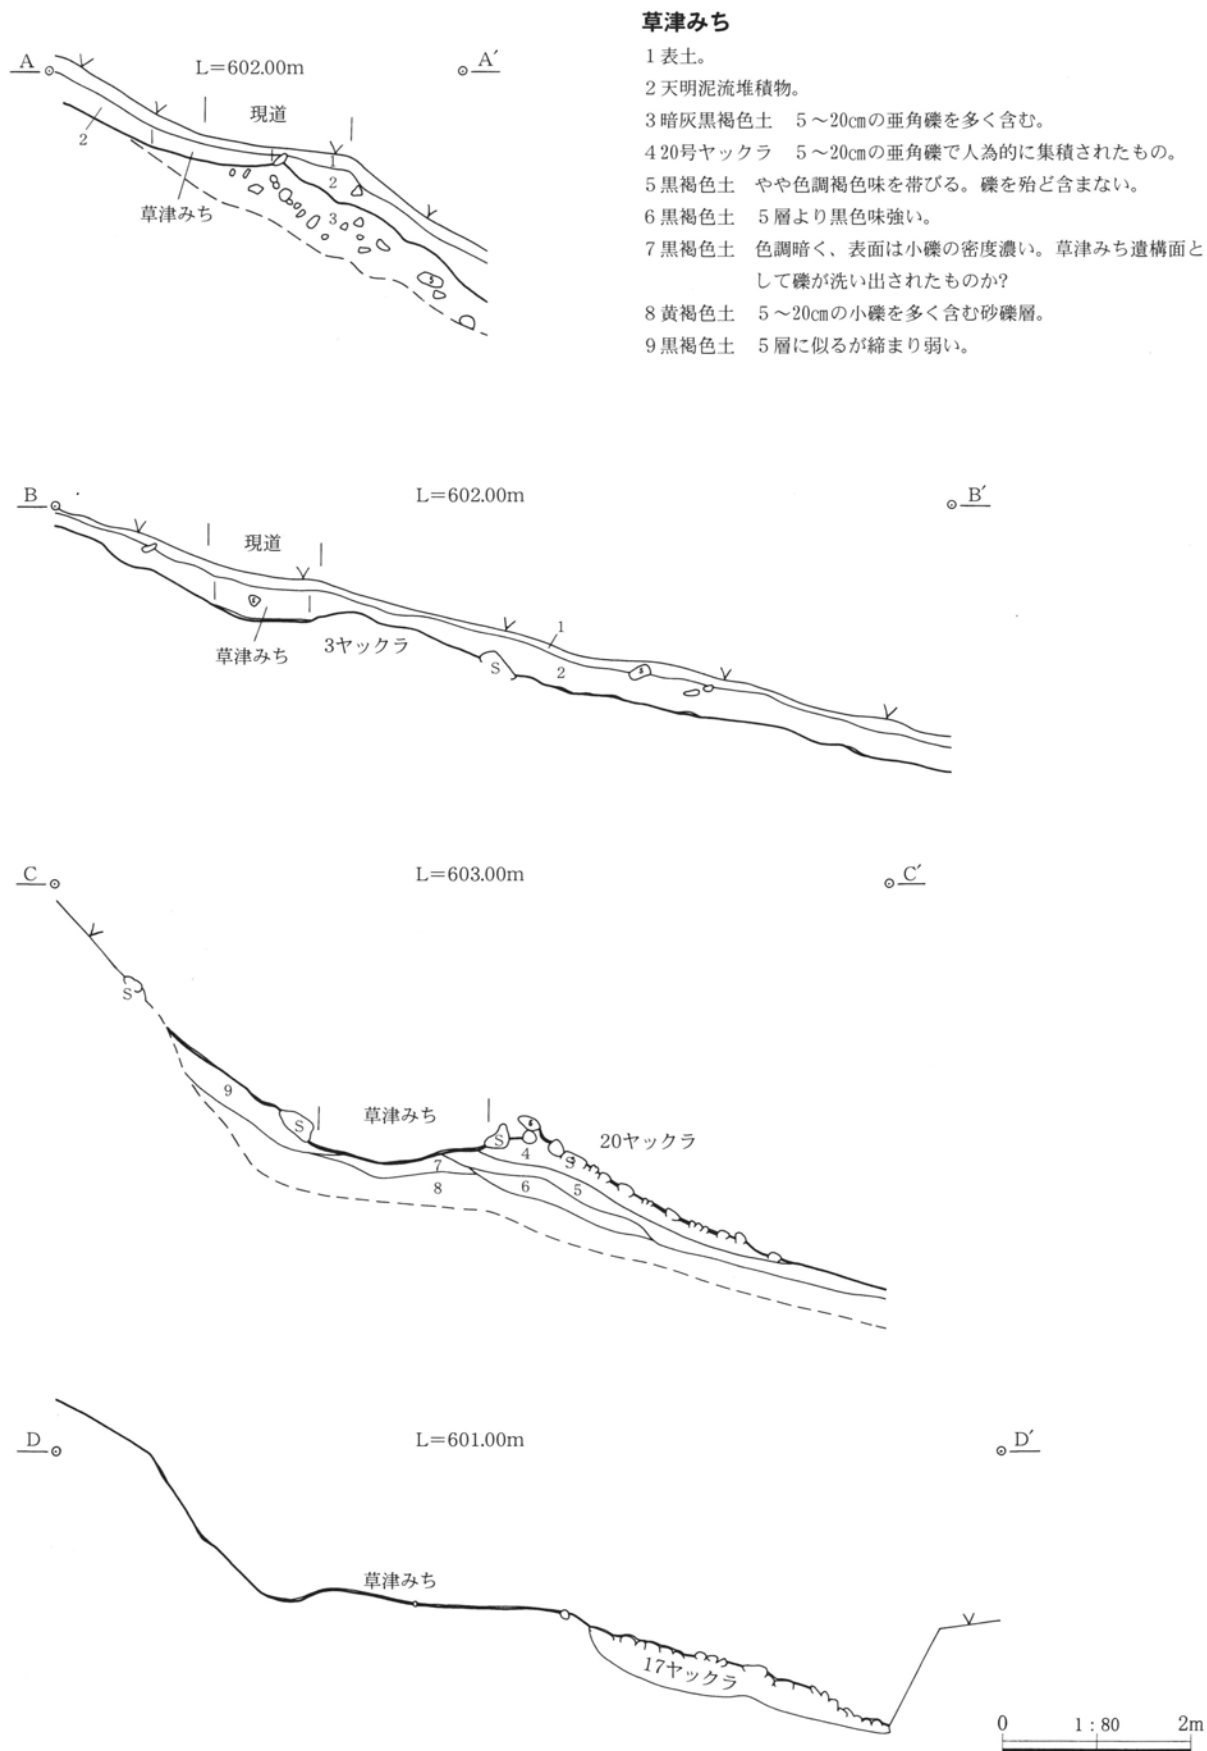 草津みち
1 表土。
2 天明泥流堆積物。
3 暗灰黒褐色土　5～20㎝の亜角礫を多く含む。
4 20号ヤックラ　5～20㎝の亜角礫で人為的に集積されたもの。
5 黒褐色土　やや色調褐色味を帯びる。礫を殆ど含まない。
6 黒褐色土　5層より黒色味強い。
7 黒褐色土　色調暗く、表面は小礫の密度濃い。草津みち遺構面と
して礫が洗い出されたものか?
8 黄褐色土　5～20㎝の小礫を多く含む砂礫層。
9 黒褐色土　5層に似るが締まり弱い。
A
L=602.00m
A′
現道
2
1
2
3
草津みち
B
L=602.00m
B′
現道
草津みち
3ヤックラ
1
S
2
C
L=603.00m
C′
S
9
S
草津みち
S
20ヤックラ
4
S
7
8
6
5
D
L=601.00m
D′
草津みち
17ヤックラ
0
1：80
2m